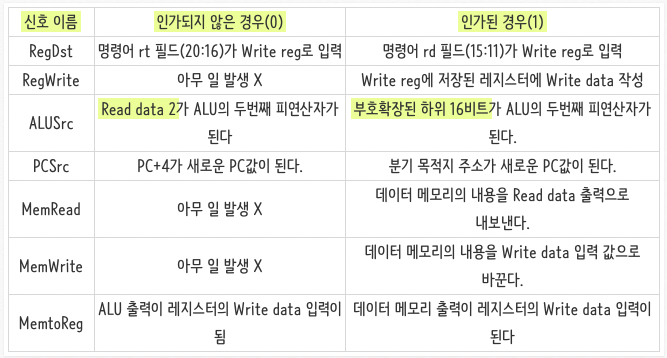 신호 이름 인가되지 않은 경우(0) 인가된 경우(1)
RegDst 명령어 rt 필드(20:16)가 Write reg로 입력 명령어 rd 필드(15:11)가 Write reg로 입력
RegWrite 아무 일 발생 X Write reg에 저장된 레지스터에 Write data 작성
ALUSrc Read data 2가 ALU의 두번째 피연산자가
된다 부호확장된 하위 16비트가 ALU의 두번째 피연산자가
된다.
PCSrc PC+4가 새로운 PC값이 된다. 분기 목적지 주소가 새로운 PC값이 된다.
MemRead 아무 일 발생 X 데이터 메모리의 내용을 Read data 출력으로
내보낸다.
MemWrite 아무 일 발생 X 데이터 메모리의 내용을 Write data 입력 값으로
바꾼다.
MemtoReg ALU 출력이 레지스터의 Write data 입력이
됨 데이터 메모리 출력이 레지스터의 Write data 입력이
된다